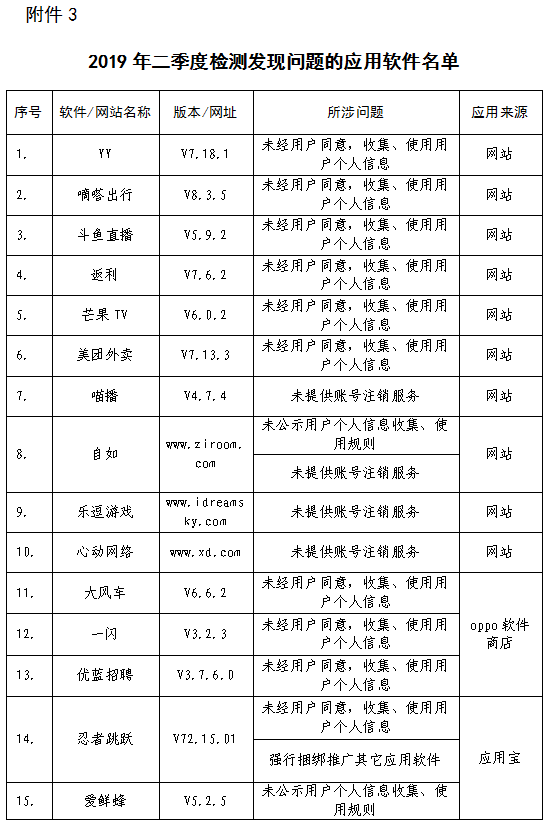 附件 3
2019 年二季度检测发现问题的应用软件名单
序号 软件/网站名称 版本/网址 所涉问题 应用来源
1. YY V7.18.1 未经用户同意，收集、使用用
户个人信息 网站
2. 嘀嗒出行 V8.3.5 未经用户同意，收集、使用用
户个人信息 网站
3. 斗鱼直播 V5.9.2 未经用户同意，收集、使用用
户个人信息 网站
4. 返利 V7.6.2 未经用户同意，收集、使用用
户个人信息 网站
5. 芒果 TV V6.0.2 未经用户同意，收集、使用用
户个人信息 网站
6. 美团外卖 V7.13.3 未经用户同意，收集、使用用
户个人信息 网站
7. 喵播 V4.7.4 未提供账号注销服务 网站
8. 自如 www.ziroom.
com 未公示用户个人信息收集、使
用规则
未提供账号注销服务 网站
9. 乐逗游戏 www.idreams
ky.com 未提供账号注销服务 网站
10. 心动网络 www.xd.com 未提供账号注销服务 网站
11. 大风车 V6.6.2 未经用户同意，收集、使用用
户个人信息
12. 一闪 V3.2.3 未经用户同意，收集、使用用
户个人信息 oppo 软件
商店
13. 优蓝招聘 V3.7.6.0 未经用户同意，收集、使用用
户个人信息
14. 忍者跳跃 V72.15.01 未经用户同意，收集、使用用
户个人信息
强行捆绑推广其它应用软件 应用宝
15. 爱鲜蜂 V5.2.5 未公示用户个人信息收集、使
用规则